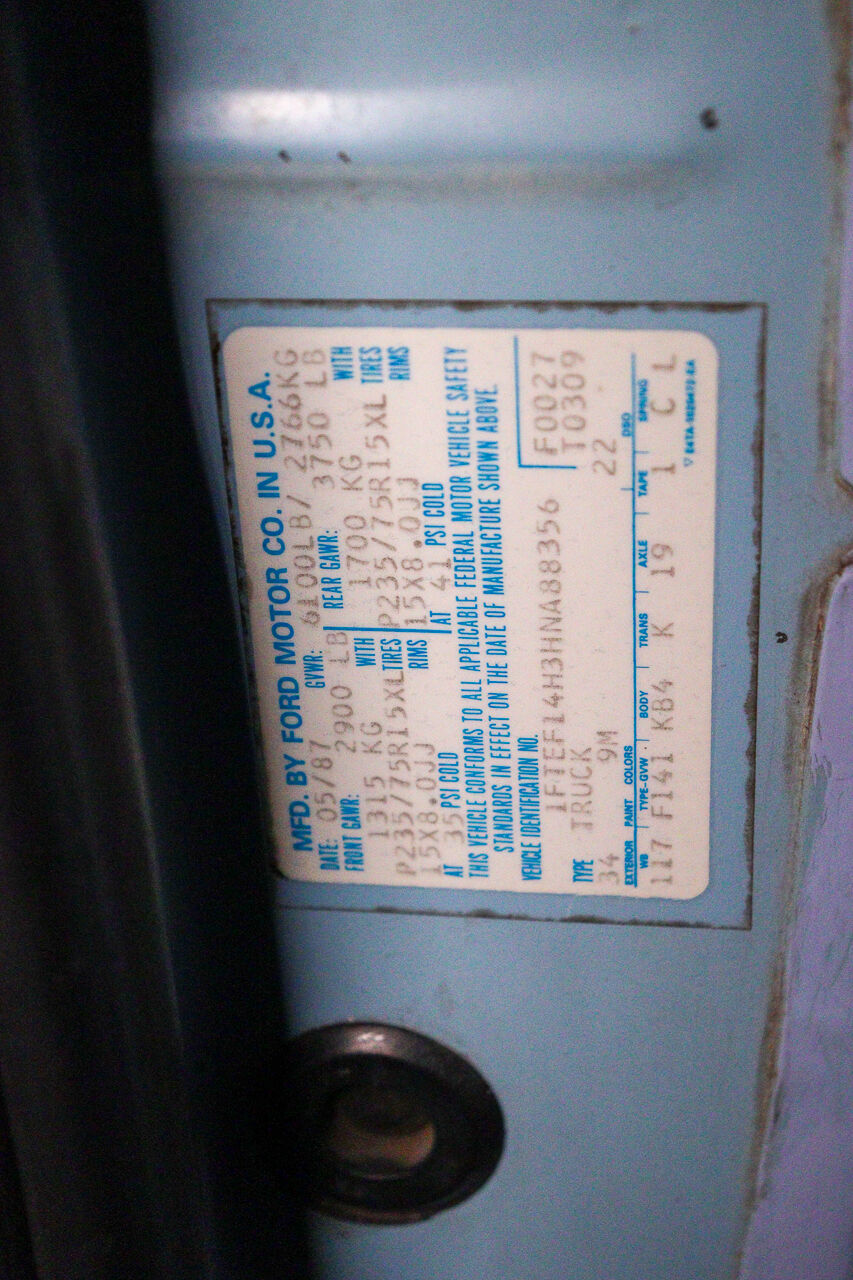 MFD. BY FORD MOTOR CO. IN U.S.A.
DATE: 05/87 GVWR: 6100LB/ 2766KG
FRONT GAWR: 2900 LB REAR GAWR: 3750 LB
1315 KG WITH 1700 KG WITH
P235/75R15XL TIRES P235/75R15XL TIRES
15X8.0JJ RIMS 15X8.0JJ RIMS
AT 35 PSI COLD AT 41 PSI COLD
THIS VEHICLE CONFORMS TO ALL APPLICABLE FEDERAL MOTOR VEHICLE SAFETY
STANDARDS IN EFFECT ON THE DATE OF MANUFACTURE SHOWN ABOVE.
VEHICLE IDENTIFICATION NO.
1FTEF14H3HNA88356 F0027
TYPE TRUCK T0309
34 9M 22
EXTERIOR PAINT COLORS DSO
WB TYPE-GVW BODY TRANS AXLE TAPE SPRING
117 F141 KB4 K 19 1 C L